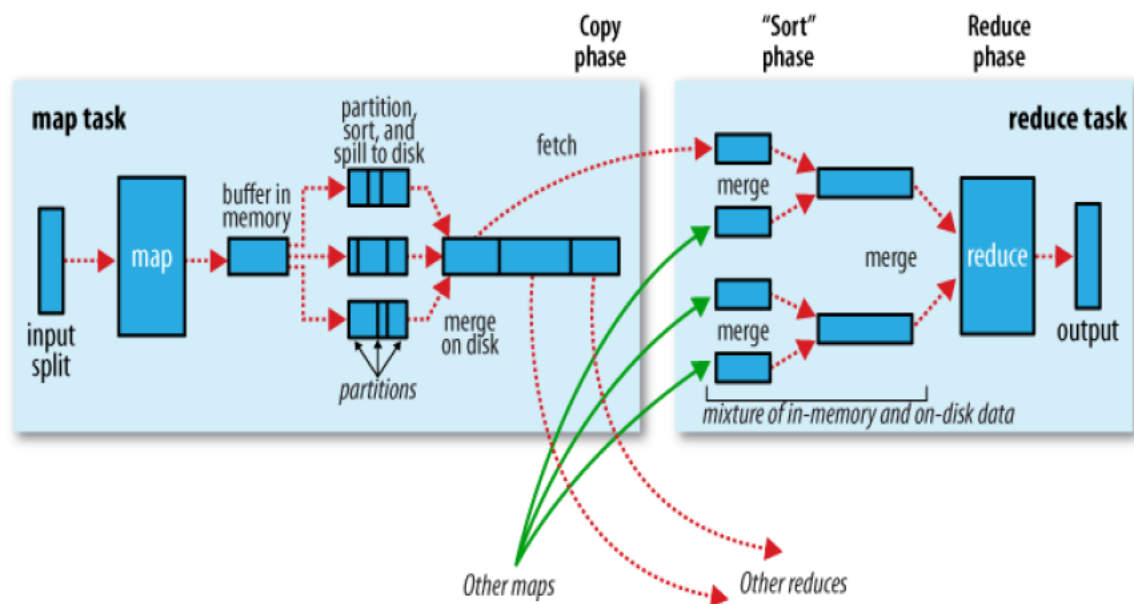 Copy
phase
“Sort”
phase
Reduce
phase
map task
partition,
sort, and
spill to disk
buffer in
memory
map
input
split
merge
on disk
partitions
fetch
reduce task
merge
merge
merge
reduce
output
mixture of in-memory and on-disk data
Other maps
Other reduces